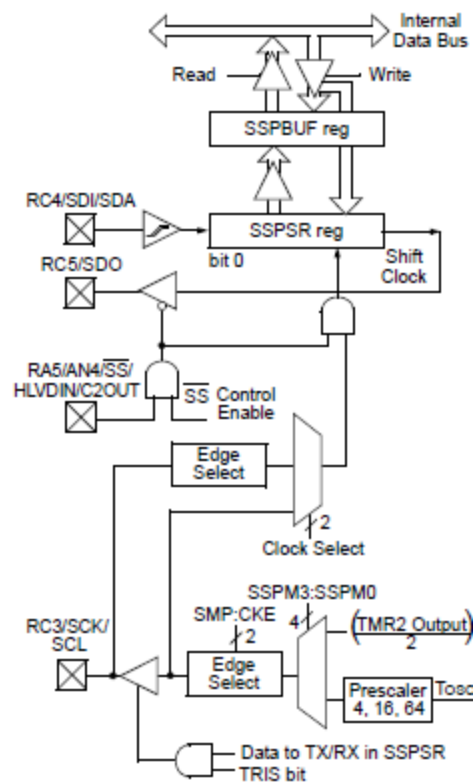 Internal
Data Bus
Read
Write
SSPBUF reg
RC4/SDI/SDA
SSPSR reg
bit 0
Shift
Clock
RC5/SDO
RA5/AN4/SS/
HLVDIN/C2OUT
SS Control
Enable
Edge
Select
2
Clock Select
SSPM3:SSPM0
SMP:CKE
4
(TMR2 Output)
2
2
RC3/SCK/
SCL
Edge
Select
Prescaler
4, 16, 64
TOSC
Data to TX/RX in SSPSR
TRIS bit